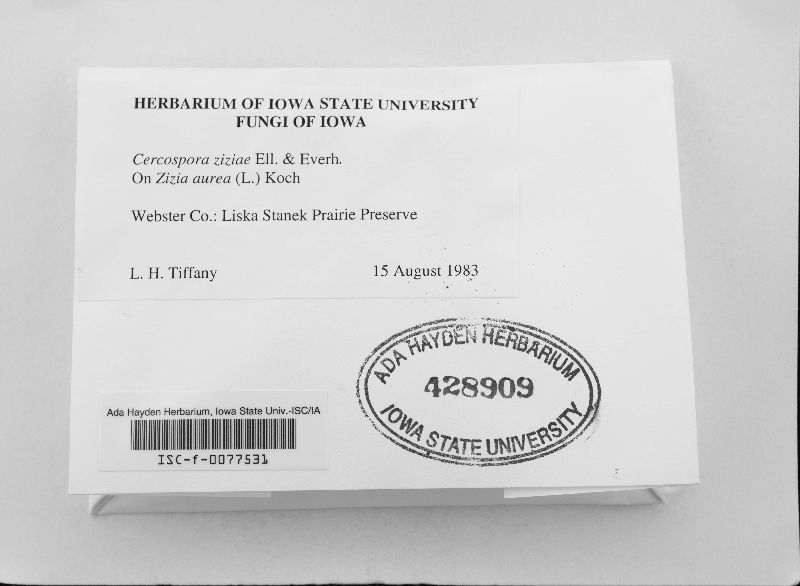 HERBARIUM OF IOWA STATE UNIVERSITY
FUNGI OF IOWA
Cercospora ziziae Ell. & Everh.
On Zizia aurea (L.) Koch
Webster Co.: Liska Stanek Prairie Preserve
L. H. Tiffany 15 August 1983
ADA HAYDEN HERBARIUM
428909
IOWA STATE UNIVERSITY
Ada Hayden Herbarium, Iowa State Univ.-ISC/IA
ISC-f-0077531